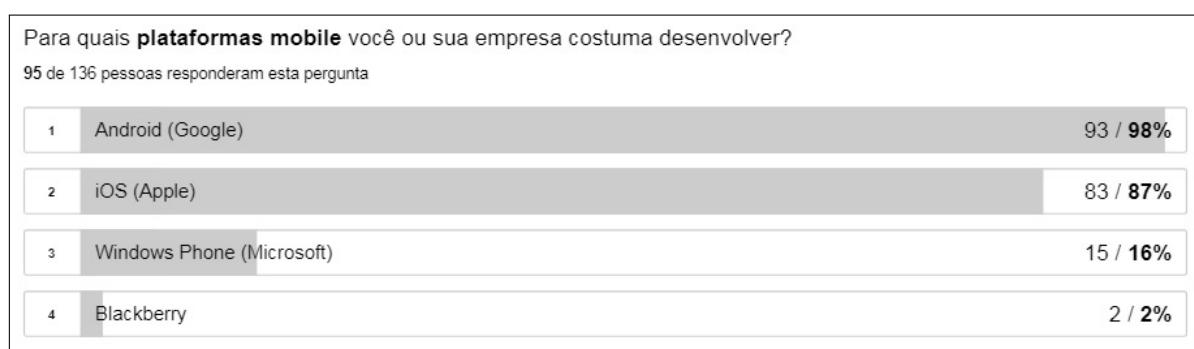 Para quais plataformas mobile você ou sua empresa costuma desenvolver?
95 de 136 pessoas responderam esta pergunta
1 Android (Google) 93 / 98%
2 iOS (Apple) 83 / 87%
3 Windows Phone (Microsoft) 15 / 16%
4 Blackberry 2 / 2%